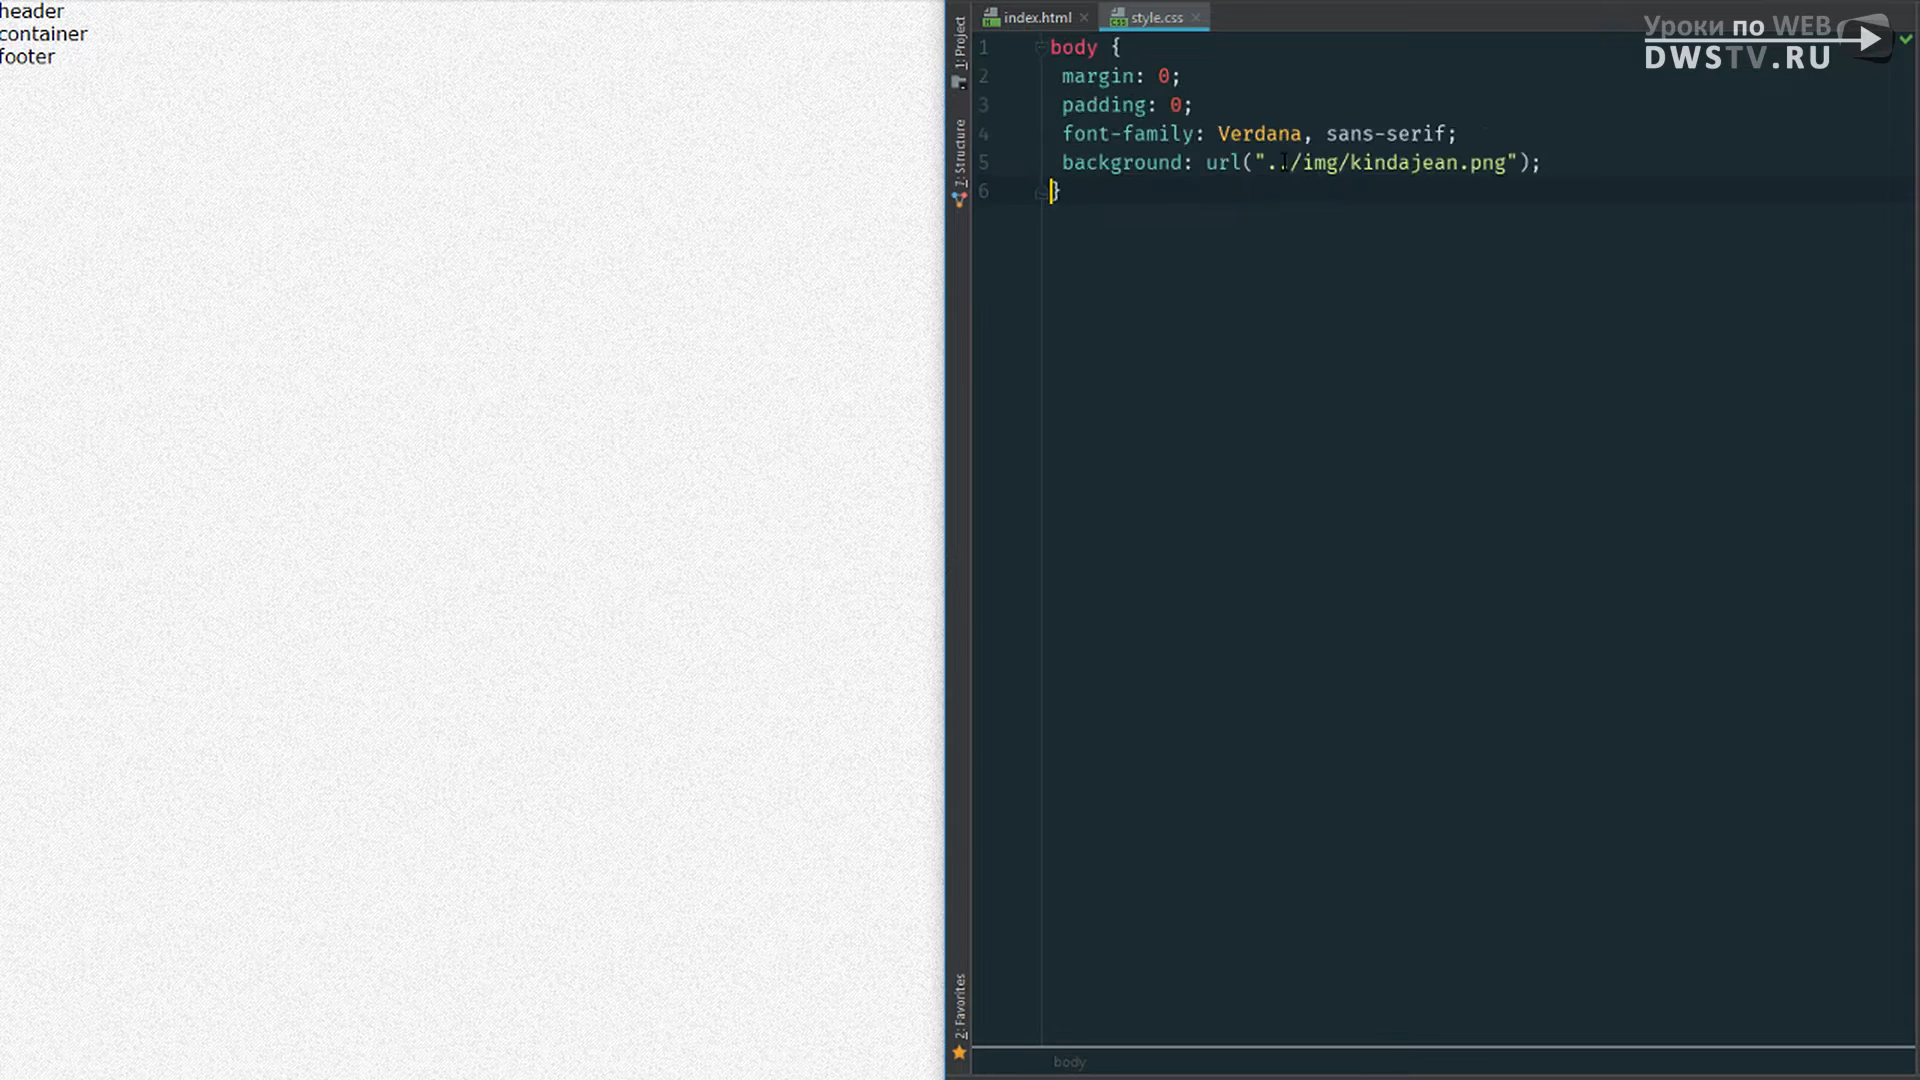 header
container
footer
1: Project
7: Structure
2: Favorites
index.html
style.css
Уроки по WEB
DWSTV.RU
1 body {
2 margin: 0;
3 padding: 0;
4 font-family: Verdana, sans-serif;
5 background: url("../img/kindajean.png");
6 }
body